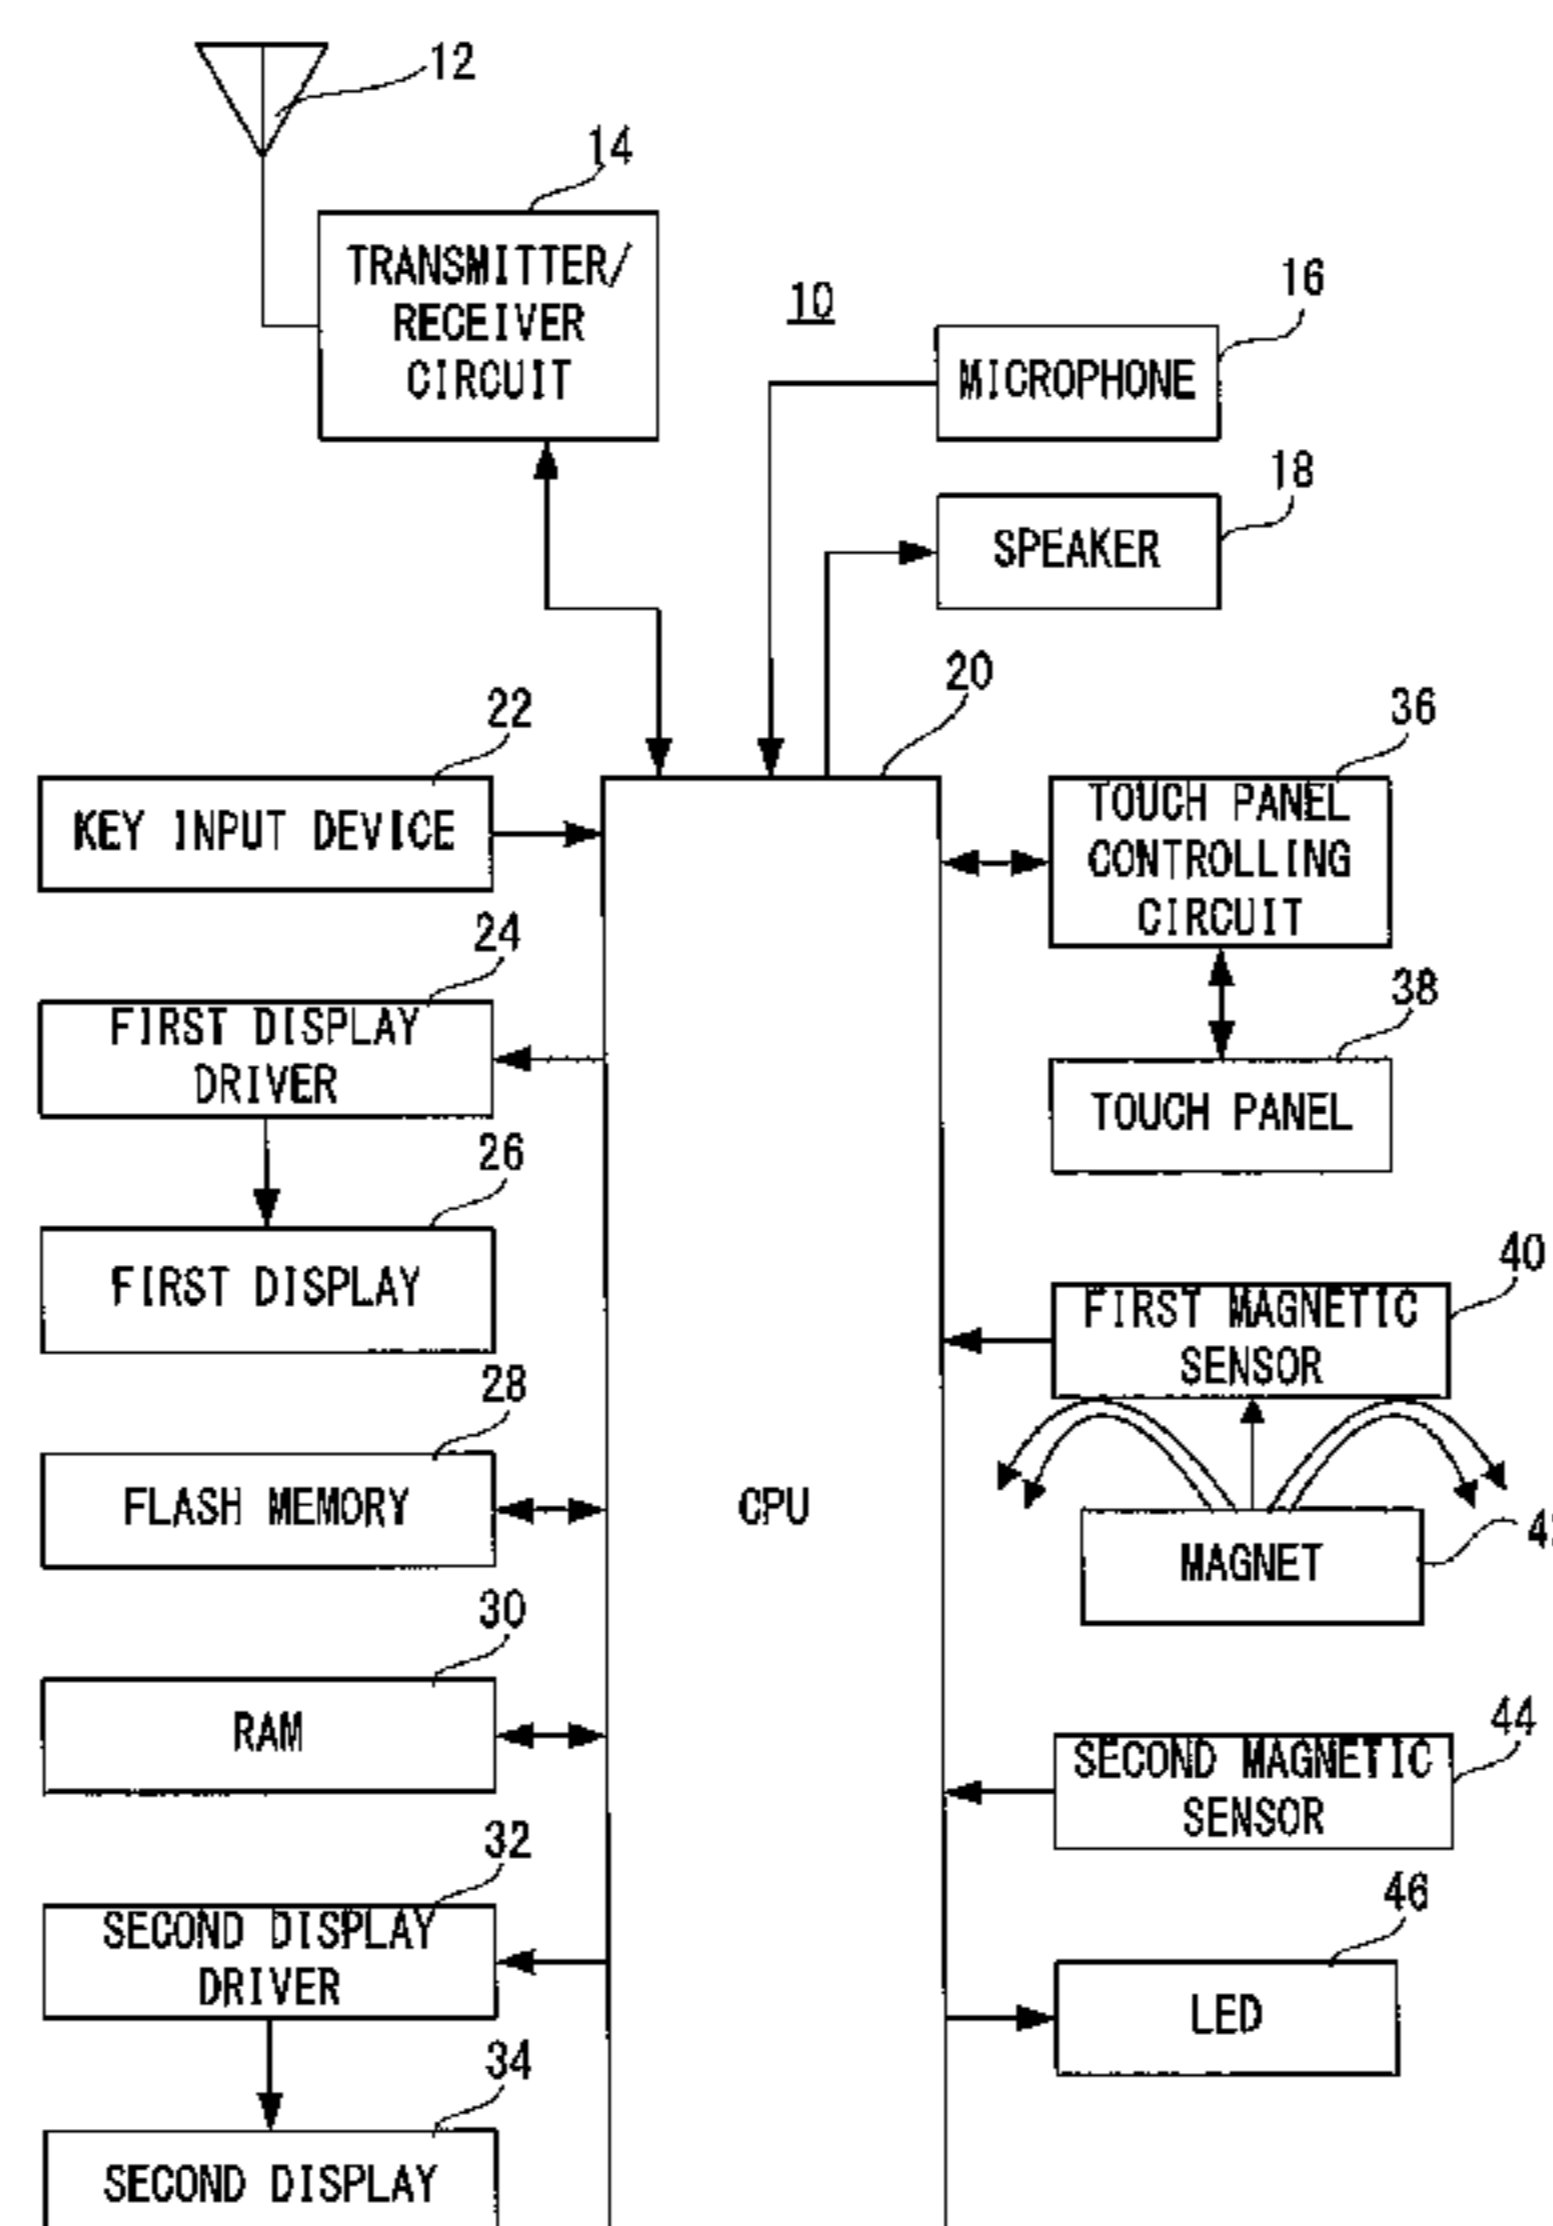 12
14
TRANSMITTER/
RECEIVER
CIRCUIT
10
16
MICROPHONE
18
SPEAKER
20
22
KEY INPUT DEVICE
36
TOUCH PANEL
CONTROLLING
CIRCUIT
24
FIRST DISPLAY
DRIVER
38
TOUCH PANEL
26
FIRST DISPLAY
40
FIRST MAGNETIC
SENSOR
28
FLASH MEMORY
CPU
MAGNET
30
RAM
44
SECOND MAGNETIC
SENSOR
32
SECOND DISPLAY
DRIVER
46
LED
34
SECOND DISPLAY